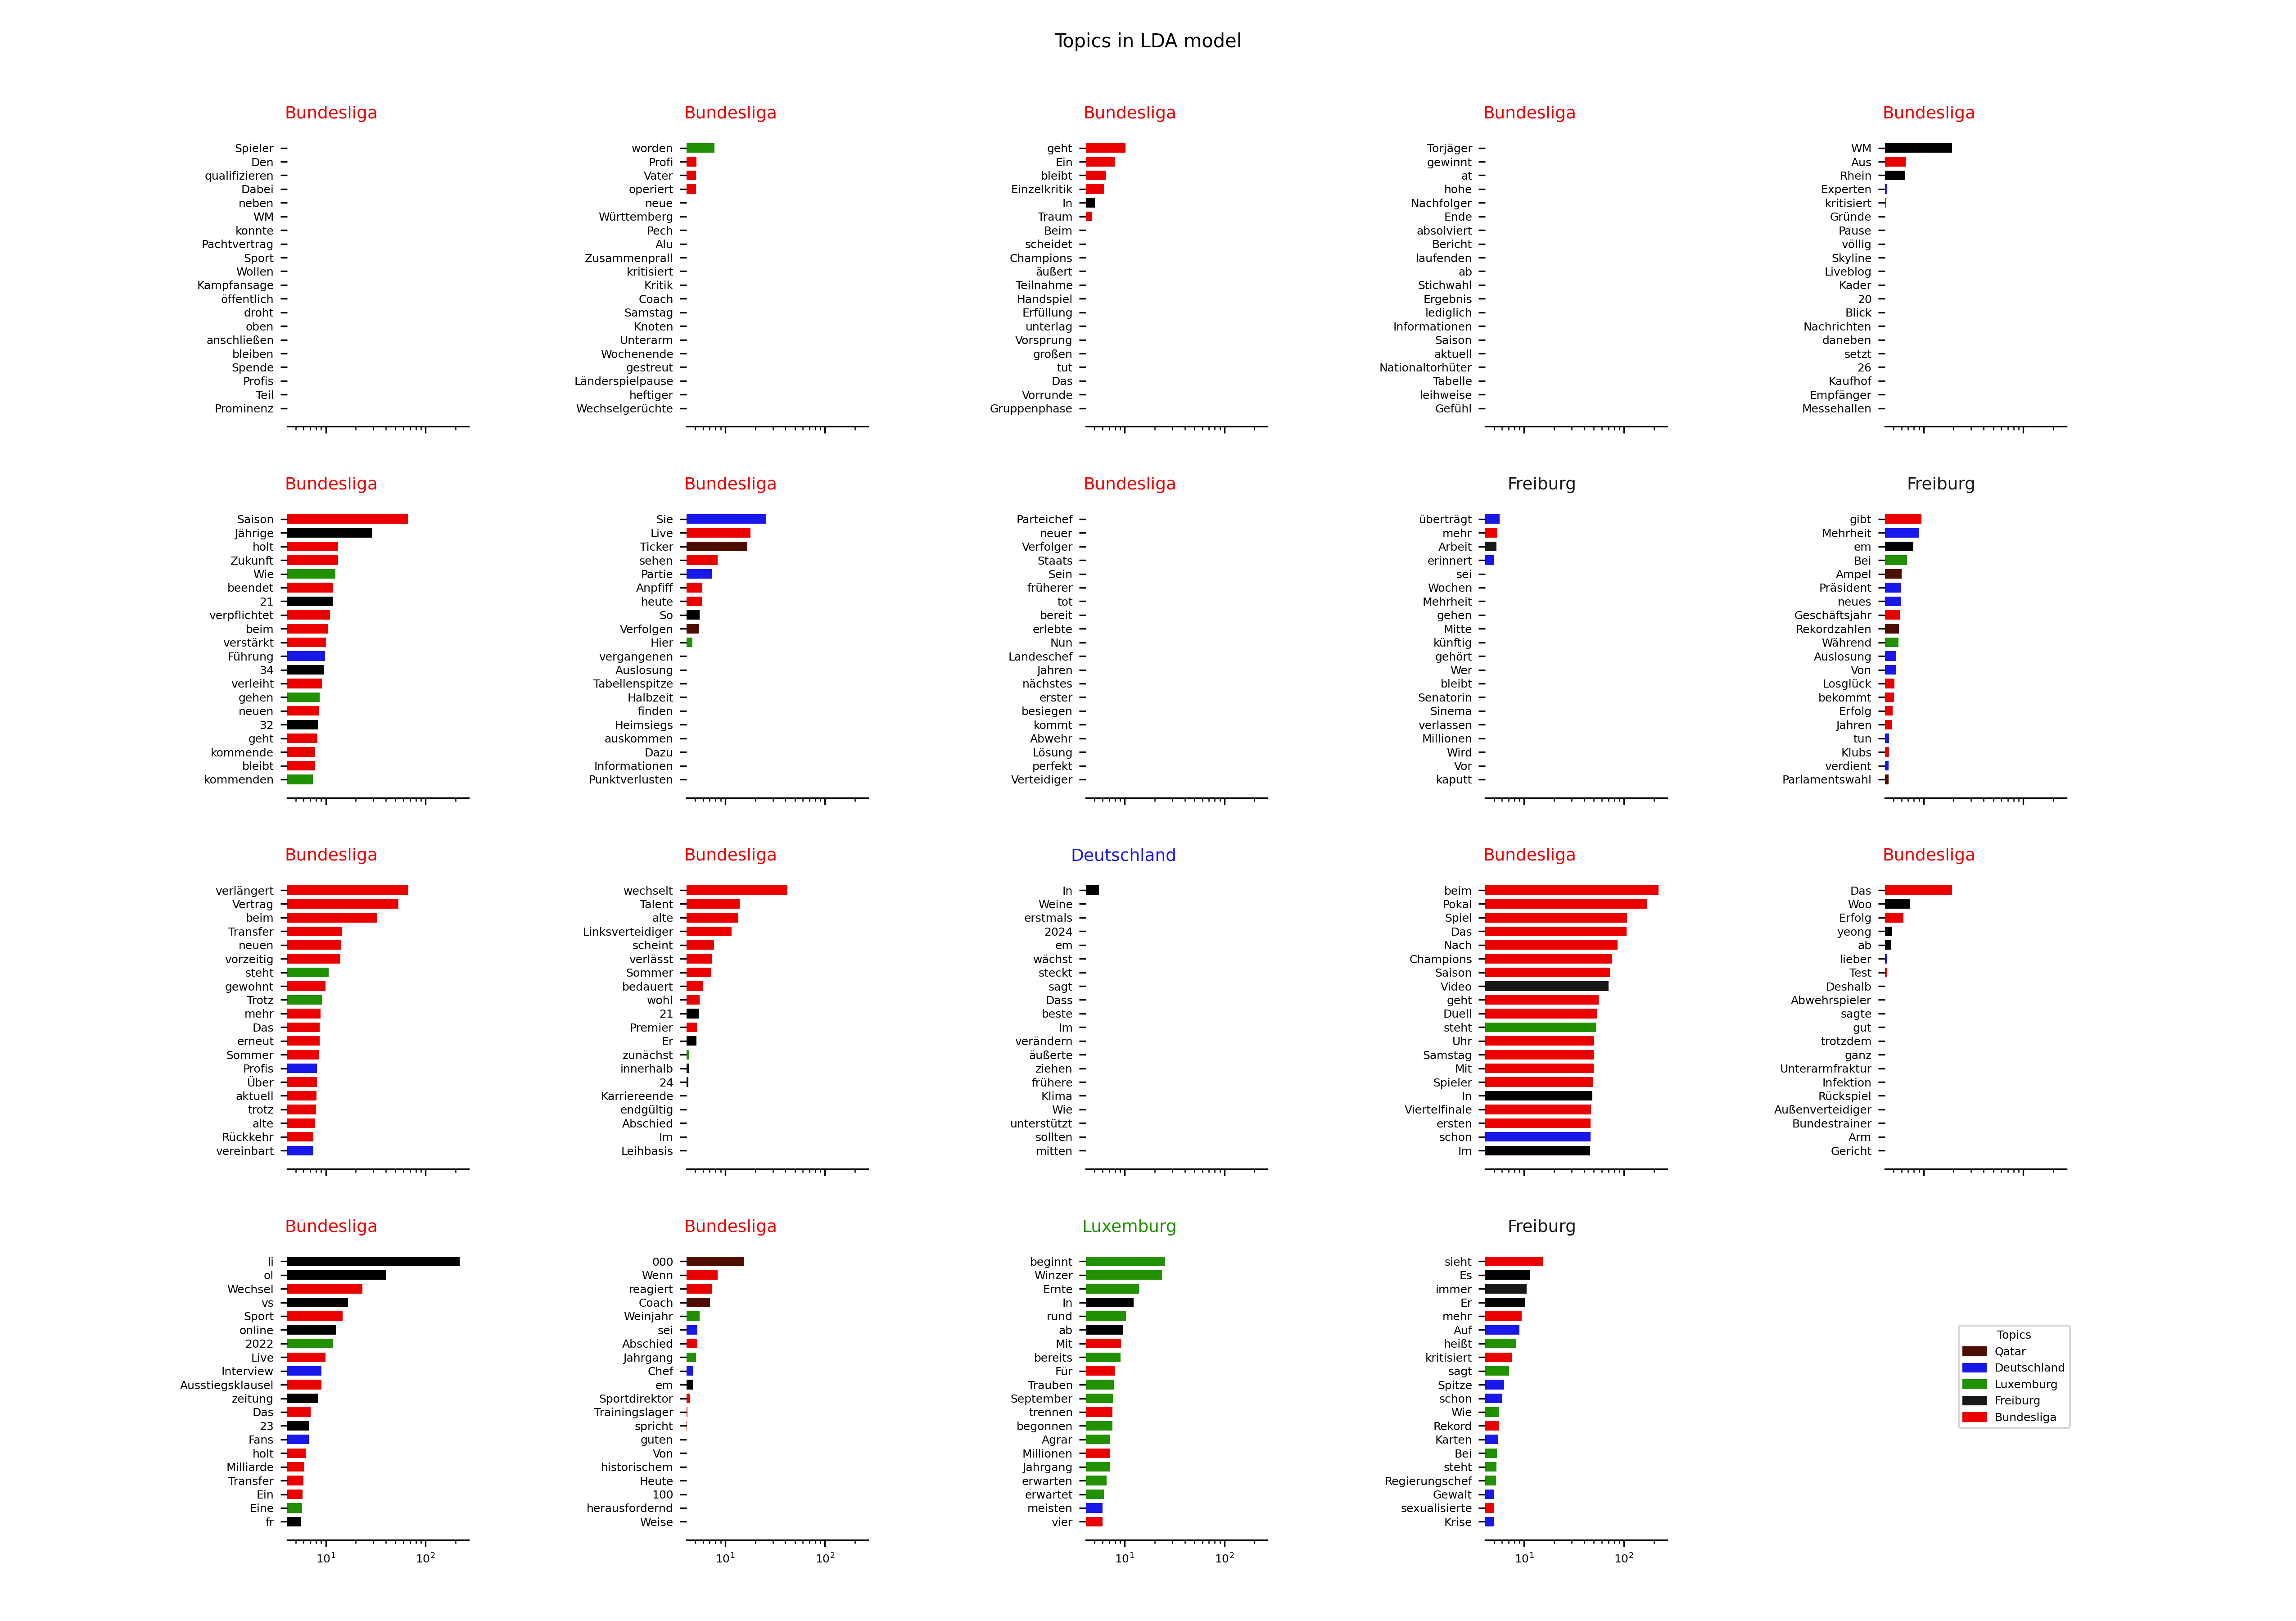 Topics in LDA model
Bundesliga
Spieler
Den
qualifizieren
Dabei
neben
WM
konnte
Pachtvertrag
Sport
Wollen
Kampfansage
öffentlich
droht
oben
anschließen
bleiben
Spende
Profis
Teil
Prominenz
Bundesliga
worden
Profi
Vater
operiert
neue
Württemberg
Pech
Alu
Zusammenprall
kritisiert
Kritik
Coach
Samstag
Knoten
Unterarm
Wochenende
gestreut
Länderspielpause
heftiger
Wechselgerüchte
Bundesliga
geht
Ein
bleibt
Einzelkritik
In
Traum
Beim
scheidet
Champions
äußert
Teilnahme
Handspiel
Erfüllung
unterlag
Vorsprung
großen
tut
Das
Vorrunde
Gruppenphase
Bundesliga
Torjäger
gewinnt
at
hohe
Nachfolger
Ende
absolviert
Bericht
laufenden
ab
Stichwahl
Ergebnis
lediglich
Informationen
Saison
aktuell
Nationaltorhüter
Tabelle
leihweise
Gefühl
Bundesliga
WM
Aus
Rhein
Experten
kritisiert
Gründe
Pause
völlig
Skyline
Liveblog
Kader
20
Blick
Nachrichten
daneben
setzt
26
Kaufhof
Empfänger
Messehallen
Bundesliga
Saison
Jährige
holt
Zukunft
Wie
beendet
21
verpflichtet
beim
verstärkt
Führung
34
verleiht
gehen
neuen
32
geht
kommende
bleibt
kommenden
Bundesliga
Sie
Live
Ticker
sehen
Partie
Anpfiff
heute
So
Verfolgen
Hier
vergangenen
Auslosung
Tabellenspitze
Halbzeit
finden
Heimsiegs
auskommen
Dazu
Informationen
Punktverlusten
Bundesliga
Parteichef
neuer
Verfolger
Staats
Sein
früherer
tot
bereit
erlebte
Nun
Landeschef
Jahren
nächstes
erster
besiegen
kommt
Abwehr
Lösung
perfekt
Verteidiger
Freiburg
überträgt
mehr
Arbeit
erinnert
sei
Wochen
Mehrheit
gehen
Mitte
künftig
gehört
Wer
bleibt
Senatorin
Sinema
verlassen
Millionen
Wird
Vor
kaputt
Freiburg
gibt
Mehrheit
em
Bei
Ampel
Präsident
neues
Geschäftsjahr
Rekordzahlen
Während
Auslosung
Von
Losglück
bekommt
Erfolg
Jahren
tun
Klubs
verdient
Parlamentswahl
Bundesliga
verlängert
Vertrag
beim
Transfer
neuen
vorzeitig
steht
gewohnt
Trotz
mehr
Das
erneut
Sommer
Profis
Über
aktuell
trotz
alte
Rückkehr
vereinbart
Bundesliga
wechselt
Talent
alte
Linksverteidiger
scheint
verlässt
Sommer
bedauert
wohl
21
Premier
Er
zunächst
innerhalb
24
Karriereende
endgültig
Abschied
Im
Leihbasis
Deutschland
In
Weine
erstmals
2024
em
wächst
steckt
sagt
Dass
beste
Im
verändern
äußerte
ziehen
frühere
Klima
Wie
unterstützt
sollten
mitten
Bundesliga
beim
Pokal
Spiel
Das
Nach
Champions
Saison
Video
geht
Duell
steht
Uhr
Samstag
Mit
Spieler
In
Viertelfinale
ersten
schon
Im
Bundesliga
Das
Woo
Erfolg
yeong
ab
lieber
Test
Deshalb
Abwehrspieler
sagte
gut
trotzdem
ganz
Unterarmfraktur
Infektion
Rückspiel
Außenverteidiger
Bundestrainer
Arm
Gericht
Bundesliga
li
ol
Wechsel
vs
Sport
online
2022
Live
Interview
Ausstiegsklausel
zeitung
Das
23
Fans
holt
Milliarde
Transfer
Ein
Eine
fr
10¹ 10²
Bundesliga
000
Wenn
reagiert
Coach
Weinjahr
sei
Abschied
Jahrgang
Chef
em
Sportdirektor
Trainingslager
spricht
guten
Von
historischem
Heute
100
herausfordernd
Weise
10¹ 10²
Luxemburg
beginnt
Winzer
Ernte
In
rund
ab
Mit
bereits
Für
Trauben
September
trennen
begonnen
Agrar
Millionen
Jahrgang
erwarten
erwartet
meisten
vier
10¹ 10²
Freiburg
sieht
Es
immer
Er
mehr
Auf
heißt
kritisiert
sagt
Spitze
schon
Wie
Rekord
Karten
Bei
steht
Regierungschef
Gewalt
sexualisierte
Krise
10¹ 10²
Topics
Qatar
Deutschland
Luxemburg
Freiburg
Bundesliga